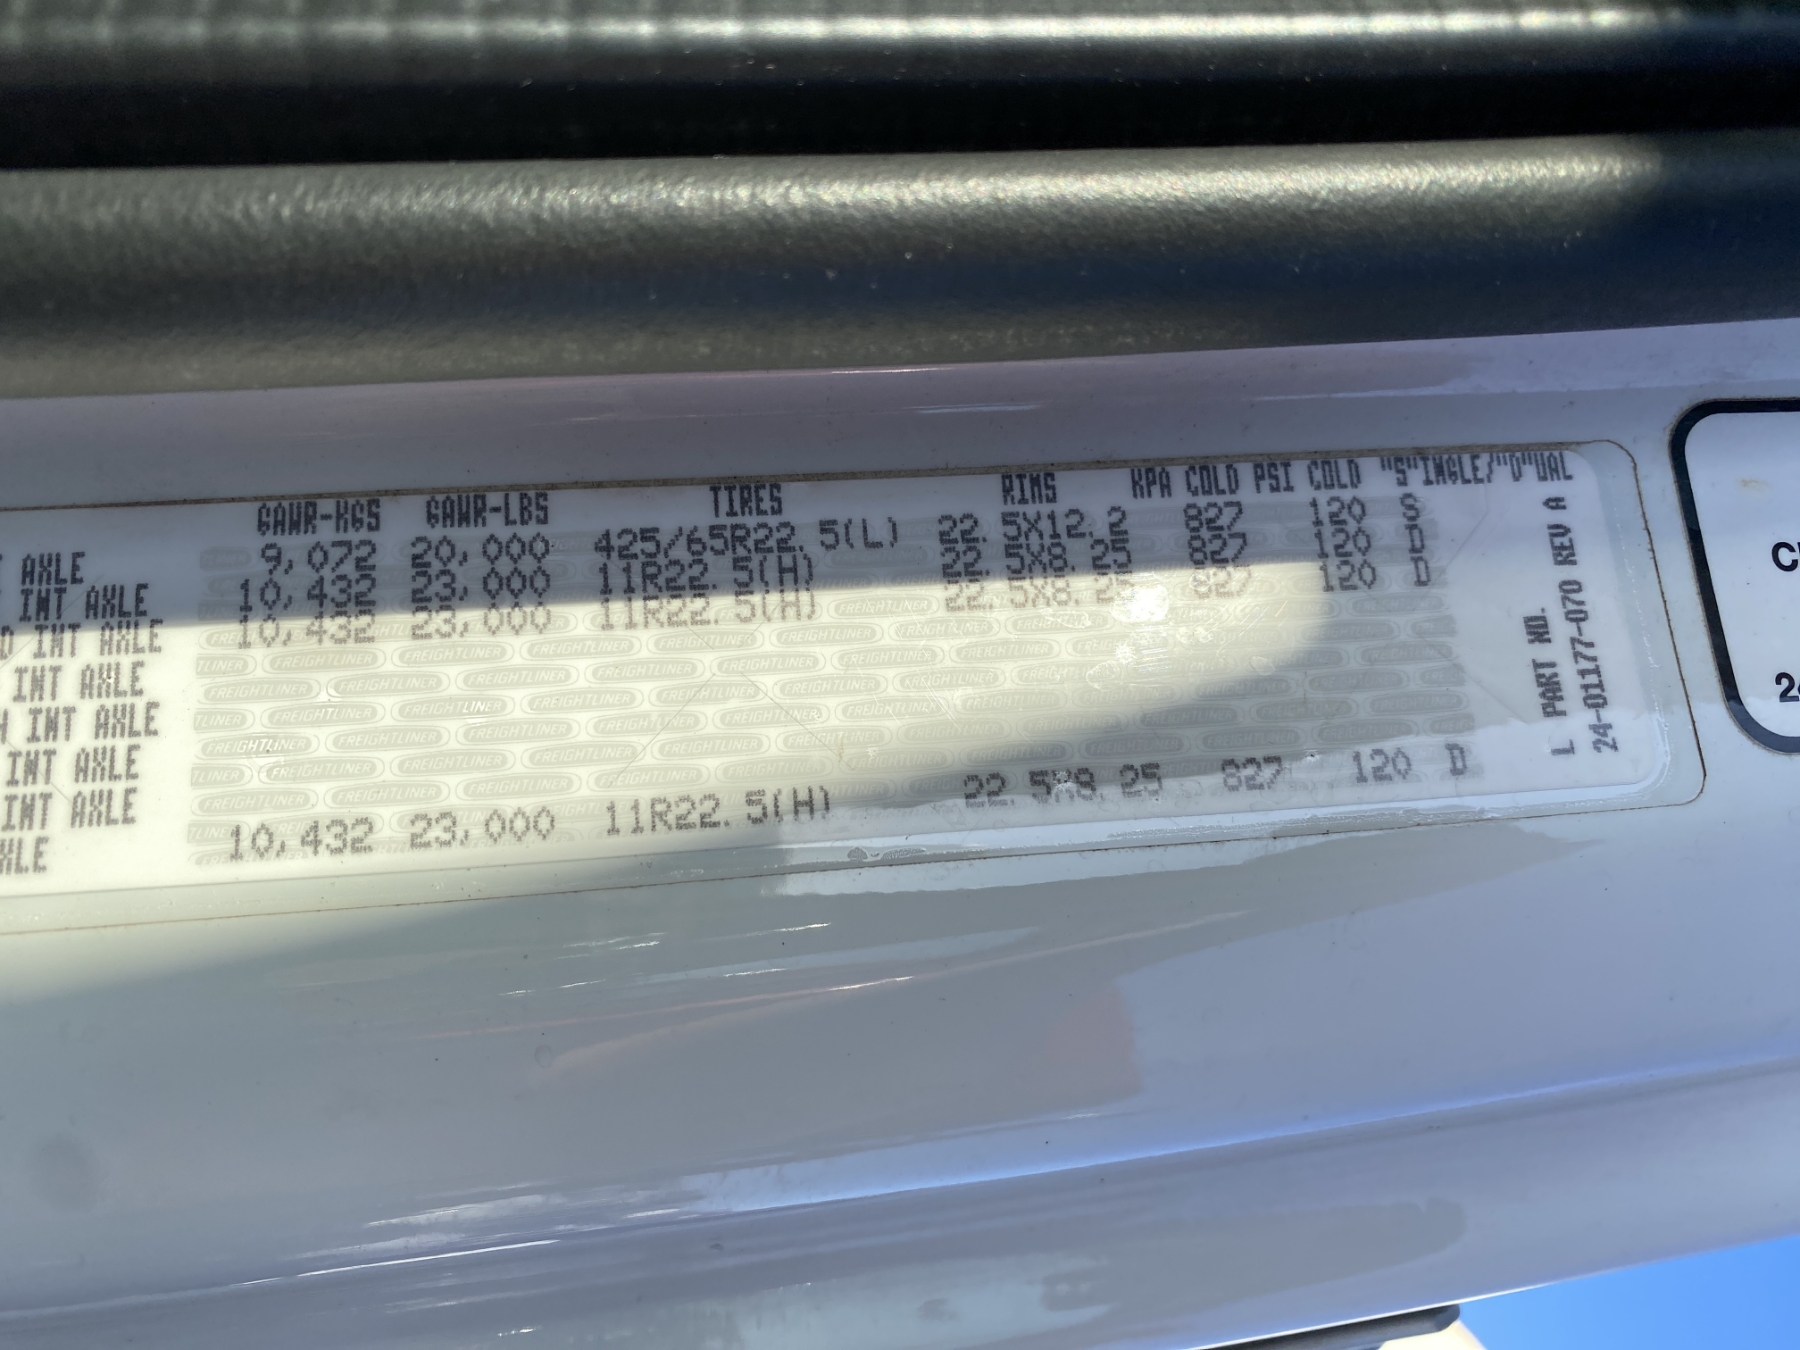 GAWR-KGS GAWR-LBS TIRES RIMS KPA COLD PSI COLD "S"INGLE/"D"UAL
AXLE 9,072 20,000 425/65R22.5(L) 22.5X12.2 827 120 S
INT AXLE 10,432 23,000 11R22.5(H) 22.5X8.25 827 120 D
D INT AXLE 10,432 23,000 11R22.5(H) 22.5X8.25 827 120 D
INT AXLE
H INT AXLE
INT AXLE
INT AXLE
XLE 10,432 23,000 11R22.5(H) 22.5X8.25 827 120 D
FREIGHTLINER
L PART NO.
24-01177-070 REV A